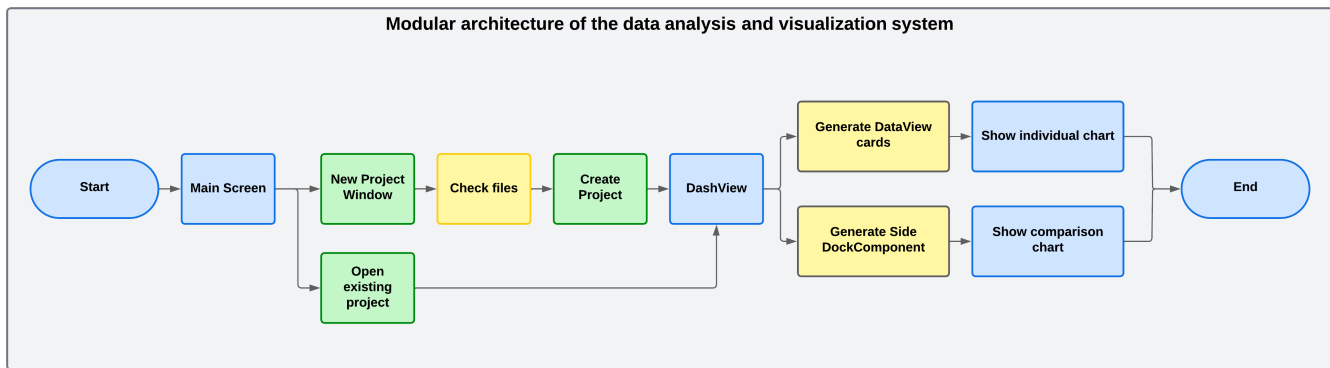 Modular architecture of the data analysis and visualization system
Start
Main Screen
New Project
Window
Check files
Create
Project
DashView
Open
existing
project
Generate DataView
cards
Show individual chart
Generate Side
DockComponent
Show comparison
chart
End